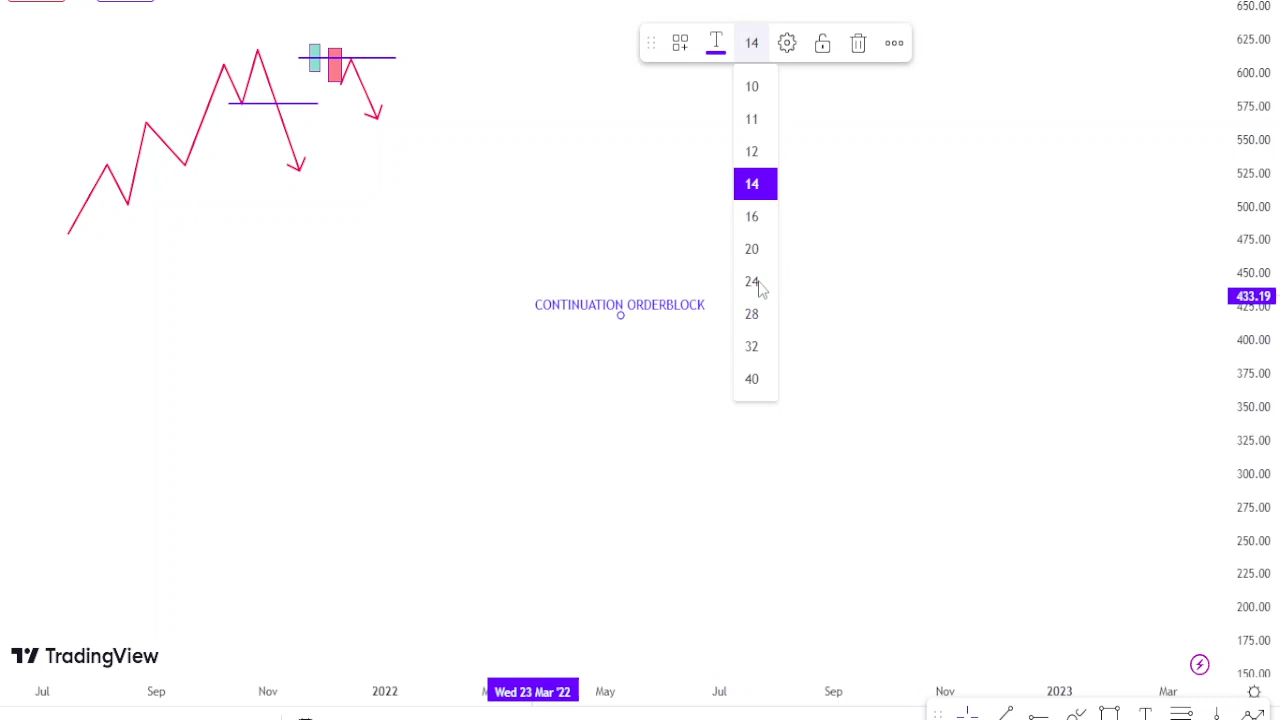 650.00
625.00
600.00
575.00
550.00
525.00
500.00
475.00
450.00
433.19
425.00
400.00
375.00
350.00
325.00
300.00
275.00
250.00
225.00
200.00
175.00
150.00
T
14
10
11
12
14
16
20
24
28
32
40
CONTINUATION ORDERBLOCK
TradingView
Jul
Sep
Nov
2022
Wed 23 Mar '22
May
Jul
Sep
Nov
2023
Mar
T